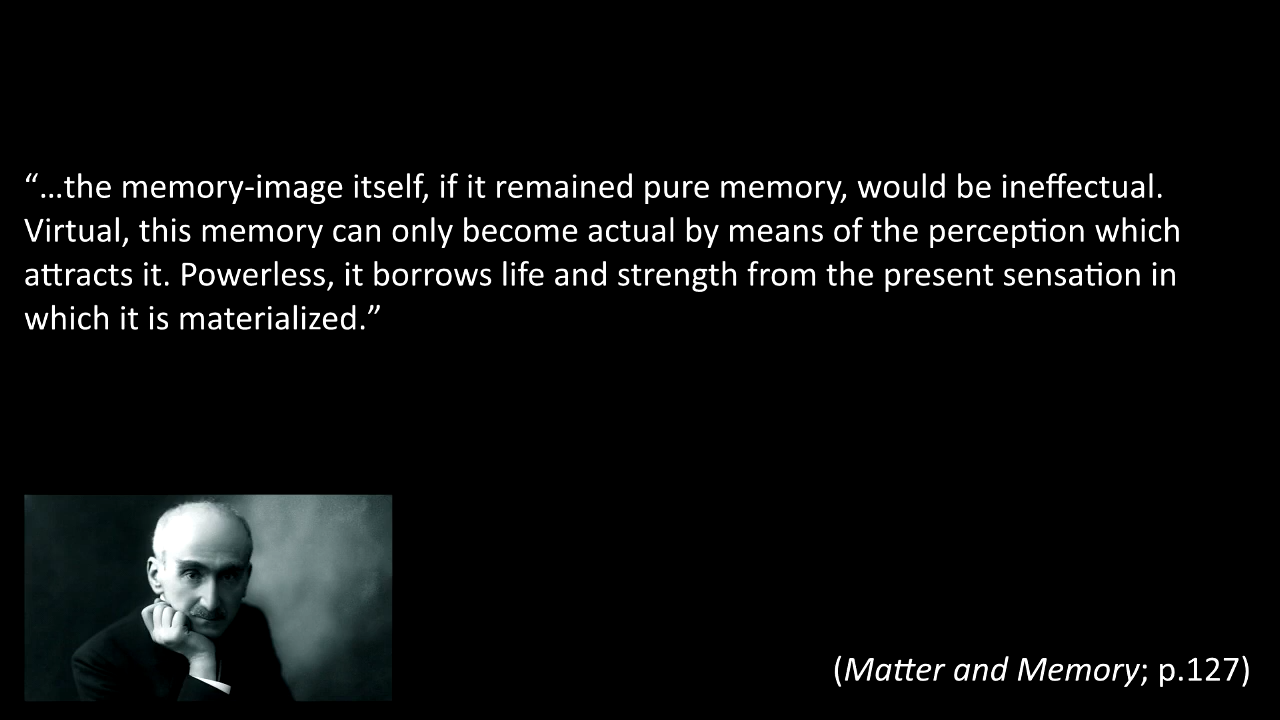 “…the memory-image itself, if it remained pure memory, would be ineffectual.
Virtual, this memory can only become actual by means of the perception which
attracts it. Powerless, it borrows life and strength from the present sensation in
which it is materialized.”
(Matter and Memory; p.127)